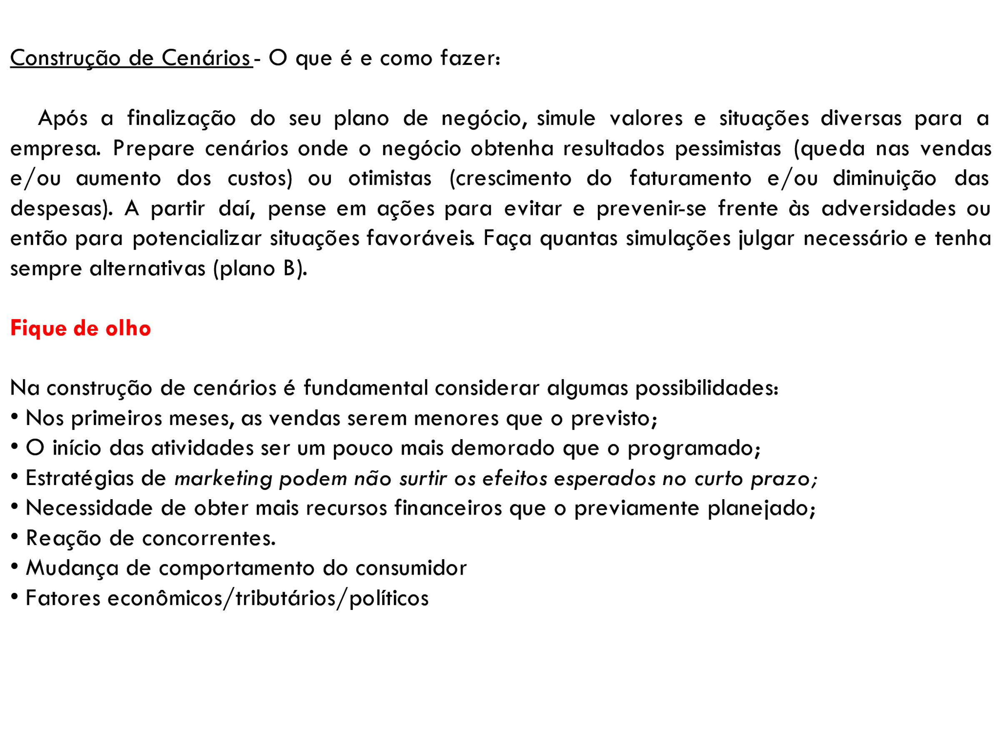 Construção de Cenários - O que é e como fazer:
Após a finalização do seu plano de negócio, simule valores e situações diversas para a
empresa. Prepare cenários onde o negócio obtenha resultados pessimistas (queda nas vendas
e/ou aumento dos custos) ou otimistas (crescimento do faturamento e/ou diminuição das
despesas). A partir daí, pense em ações para evitar e prevenir-se frente às adversidades ou
então para potencializar situações favoráveis. Faça quantas simulações julgar necessário e tenha
sempre alternativas (plano B).
Fique de olho
Na construção de cenários é fundamental considerar algumas possibilidades:
• Nos primeiros meses, as vendas serem menores que o previsto;
• O início das atividades ser um pouco mais demorado que o programado;
• Estratégias de marketing podem não surtir os efeitos esperados no curto prazo;
• Necessidade de obter mais recursos financeiros que o previamente planejado;
• Reação de concorrentes.
• Mudança de comportamento do consumidor
• Fatores econômicos/tributários/políticos